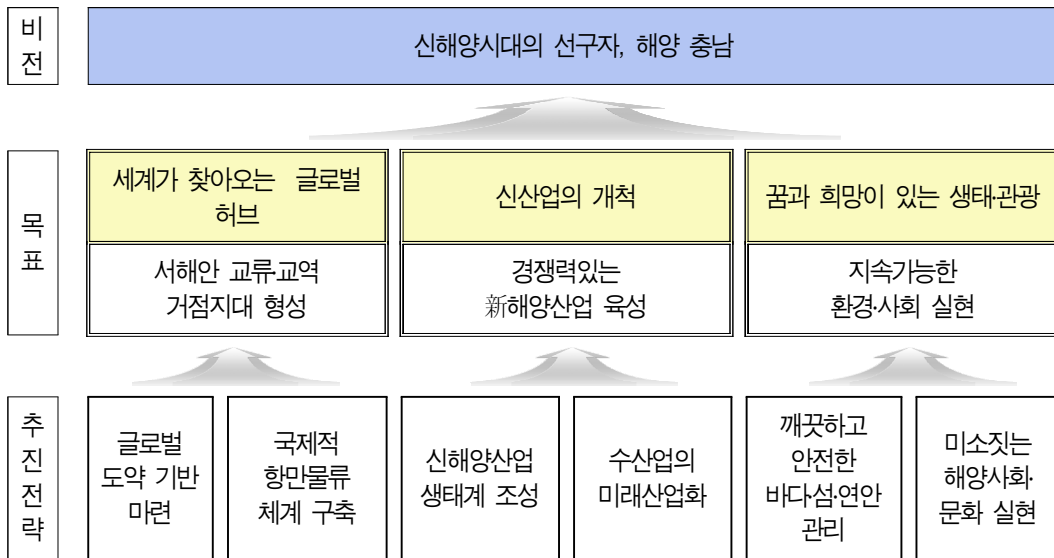 비
전
신해양시대의 선구자, 해양 충남
목
표
세계가 찾아오는 글로벌
허브
신산업의 개척
꿈과 희망이 있는 생태·관광
서해안 교류·교역
거점지대 형성
경쟁력있는
新해양산업 육성
지속가능한
환경·사회 실현
추
진
전
략
글로벌
도약 기반
마련
국제적
항만물류
체계 구축
신해양산업
생태계 조성
수산업의
미래산업화
깨끗하고
안전한
바다·섬·연안
관리
미소짓는
해양사회·
문화 실현